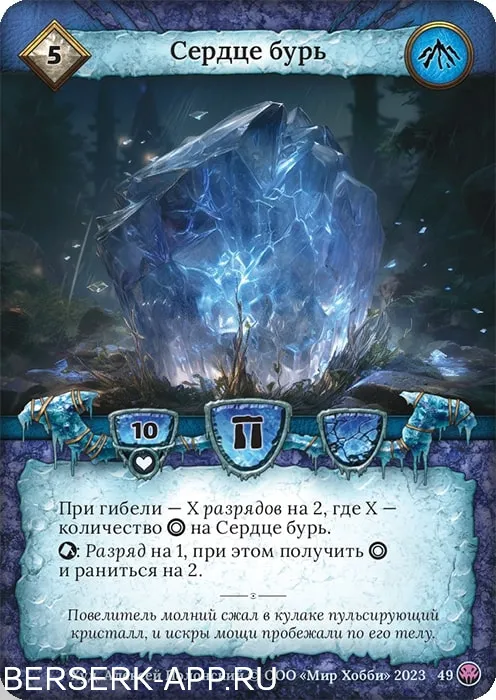 5
Сердце бурь
10
При гибели — X разрядов на 2, где X —
количество на Сердце бурь.
: Разряд на 1, при этом получить
и раниться на 2.
Повелитель молний сжал в кулаке пульсирующий
кристалл, и искры мощи пробежали по его телу.
ООО «Мир Хобби» 2023 49
BERSERK-APP.RU